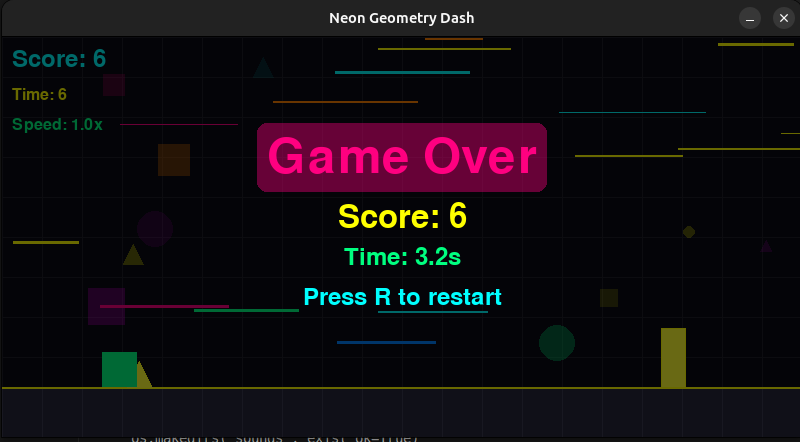 Neon Geometry Dash
Score: 6
Time: 6
Speed: 1.0x
Game Over
Score: 6
Time: 3.2s
Press R to restart